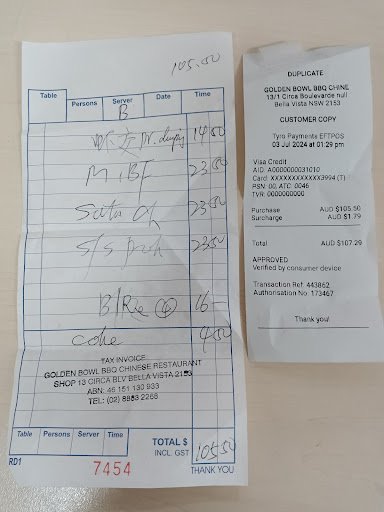 105.50
Table Persons Server Date Time
B
14.50
M/BF 23.50
Satay 23.50
S/S Pork 23.50
B/Rice ④ 16-
Coke 4.50
TAX INVOICE
GOLDEN BOWL BBQ CHINESE RESTAURANT
SHOP 13 CIRCA BLV BELLA VISTA 2153
ABN: 46 151 130 933
TEL: (02) 8883 2268
Table Persons Server Time
TOTAL $ 105.50
INCL. GST
RD1 7454 THANK YOU
DUPLICATE
GOLDEN BOWL BBQ CHINE
13/1 Circa Boulevarde null
Bella Vista NSW 2153
CUSTOMER COPY
Tyro Payments EFTPOS
03 Jul 2024 at 01:29 pm
Visa Credit
AID: A0000000031010
Card: XXXXXXXXXXXX3994 (T)
PSN: 00, ATC: 0046
TVR: 0000000000
Purchase AUD $105.50
Surcharge AUD $1.79
Total AUD $107.29
APPROVED
Verified by consumer device
Transaction Ref: 443862
Authorisation No: 173467
Thank you!